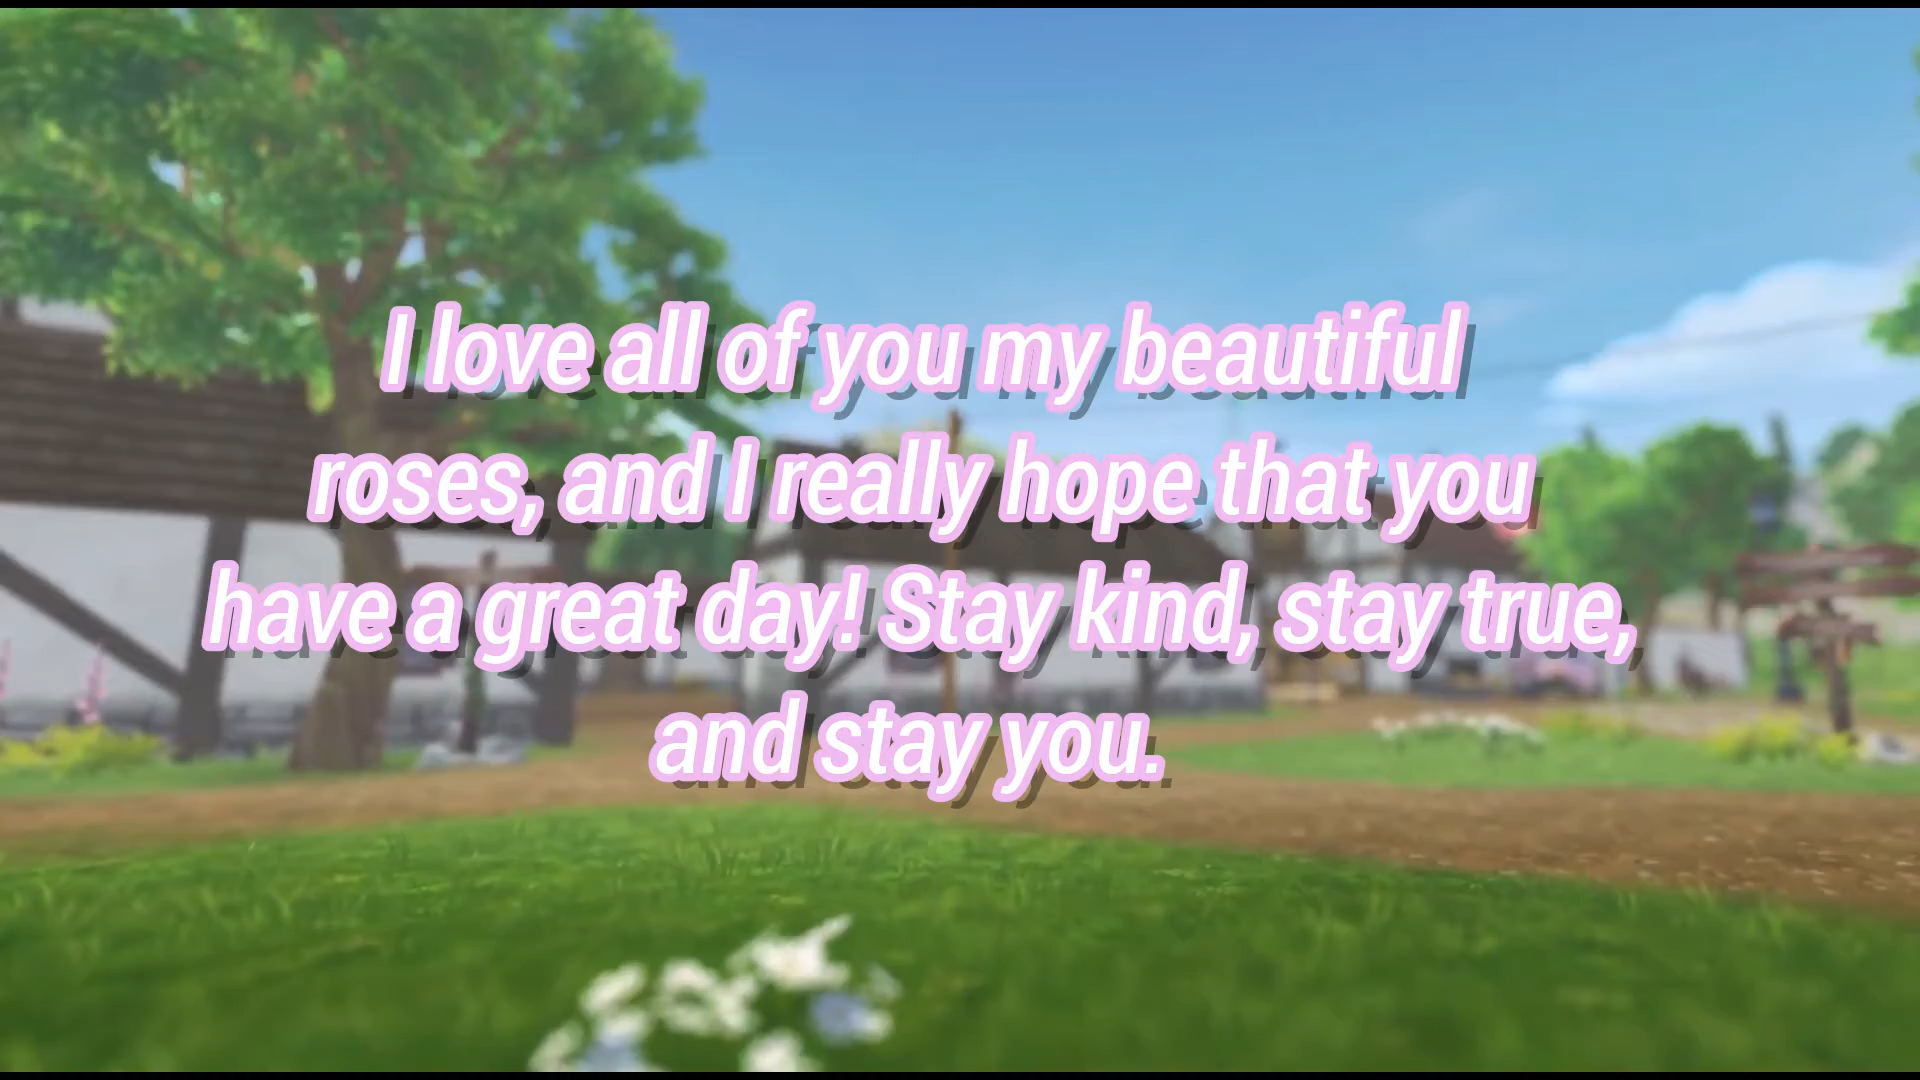 I love all of you my beautiful
roses, and I really hope that you
have a great day! Stay kind, stay true,
and stay you.